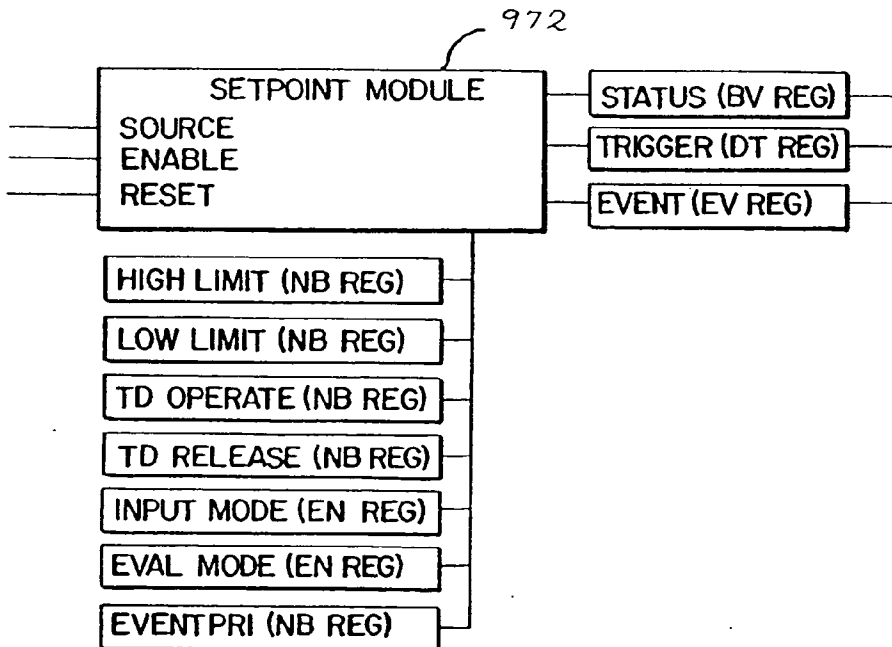 972
SETPOINT MODULE
SOURCE
ENABLE
RESET
STATUS (BV REG)
TRIGGER (DT REG)
EVENT (EV REG)
HIGH LIMIT (NB REG)
LOW LIMIT (NB REG)
TD OPERATE (NB REG)
TD RELEASE (NB REG)
INPUT MODE (EN REG)
EVAL MODE (EN REG)
EVENT PRI (NB REG)